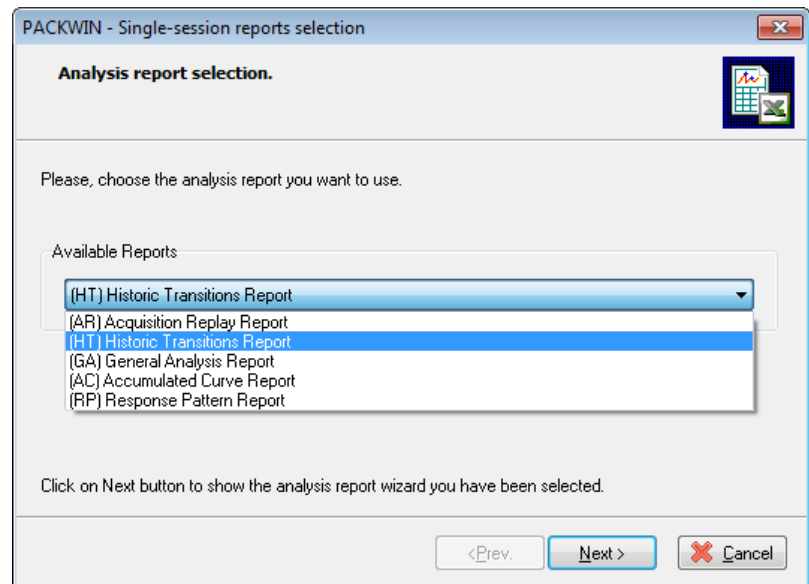 PACKWIN - Single-session reports selection
Analysis report selection.
Please, choose the analysis report you want to use.
Available Reports
(HT) Historic Transitions Report
(AR) Acquisition Replay Report
(HT) Historic Transitions Report
(GA) General Analysis Report
(AC) Accumulated Curve Report
(RP) Response Pattern Report
Click on Next button to show the analysis report wizard you have been selected.
<Prev. Next > Cancel